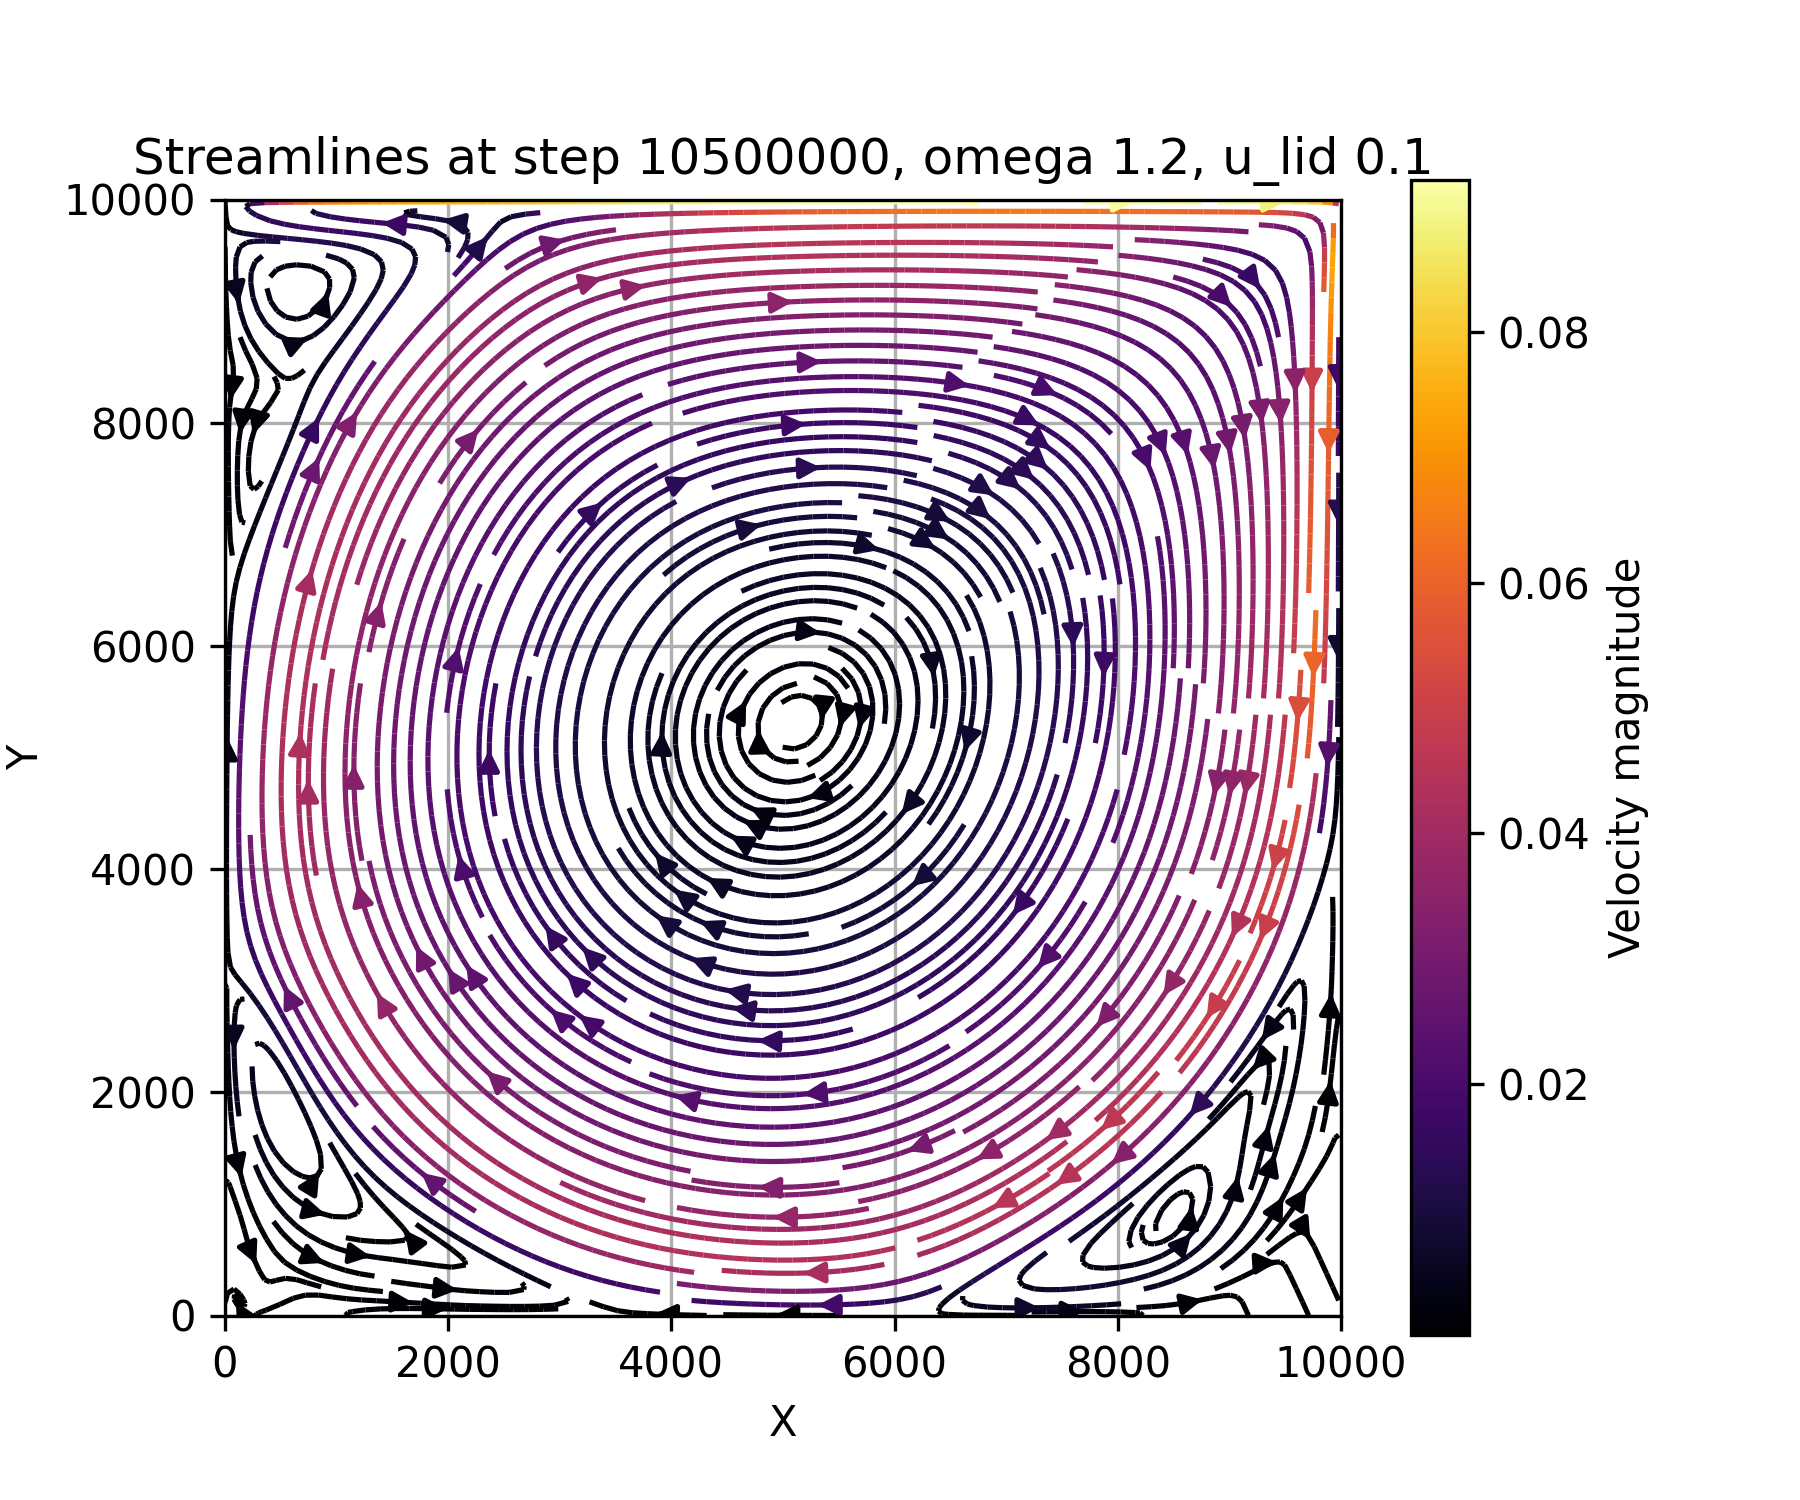 Streamlines at step 10500000, omega 1.2, u_lid 0.1
10000
8000
6000
4000
2000
0
Y
0 2000 4000 6000 8000 10000
X
0.08
0.06
0.04
0.02
Velocity magnitude